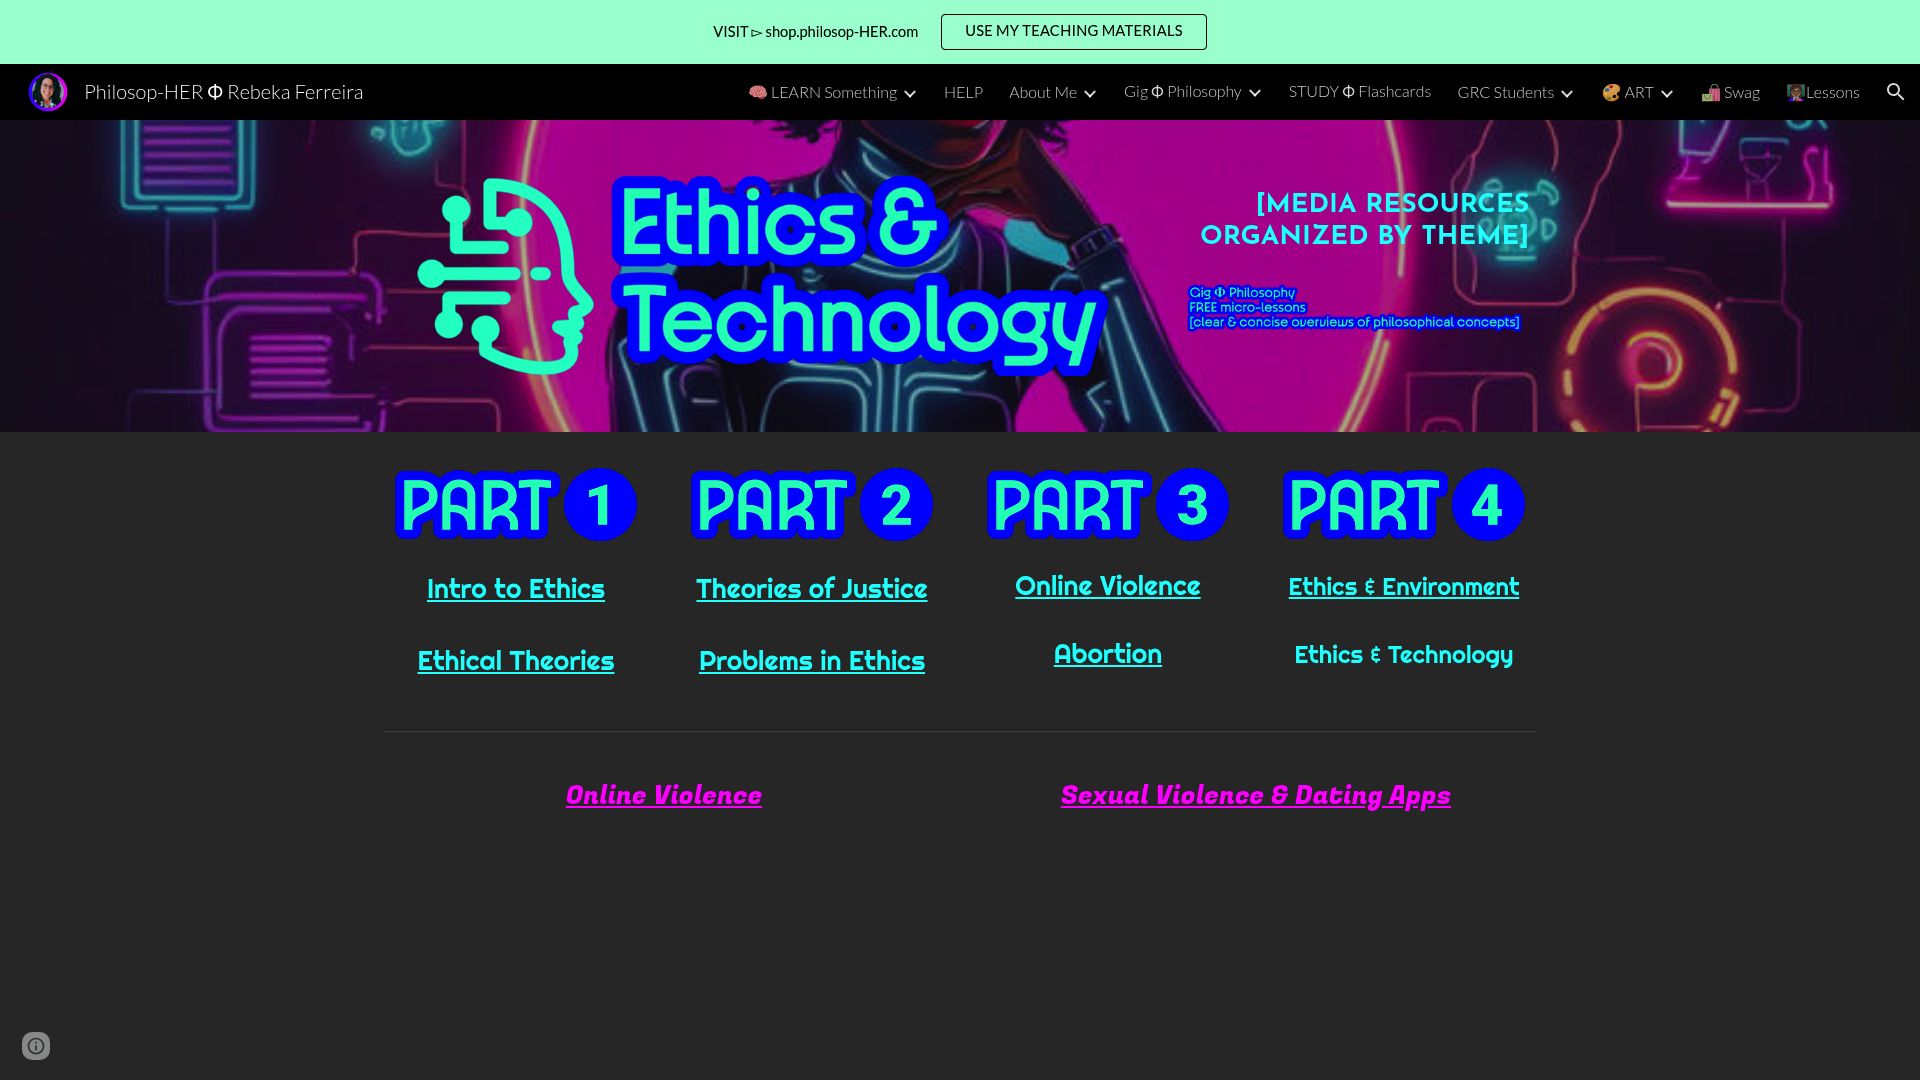 VISIT ▻ shop.philosop-HER.com
USE MY TEACHING MATERIALS
Philosop-HER Ⲫ Rebeka Ferreira
🧠 LEARN Something
HELP
About Me
Gig Ⲫ Philosophy
STUDY Ⲫ Flashcards
GRC Students
🎨 ART
🛍️ Swag
👩🏽‍🏫Lessons
Ethics &
Technology
[MEDIA RESOURCES
ORGANIZED BY THEME]
Gig Ⲫ Philosophy
FREE micro-lessons
[clear & concise overviews of philosophical concepts]
PART 1
PART 2
PART 3
PART 4
Intro to Ethics
Theories of Justice
Online Violence
Ethics & Environment
Ethical Theories
Problems in Ethics
Abortion
Ethics & Technology
Online Violence
Sexual Violence & Dating Apps